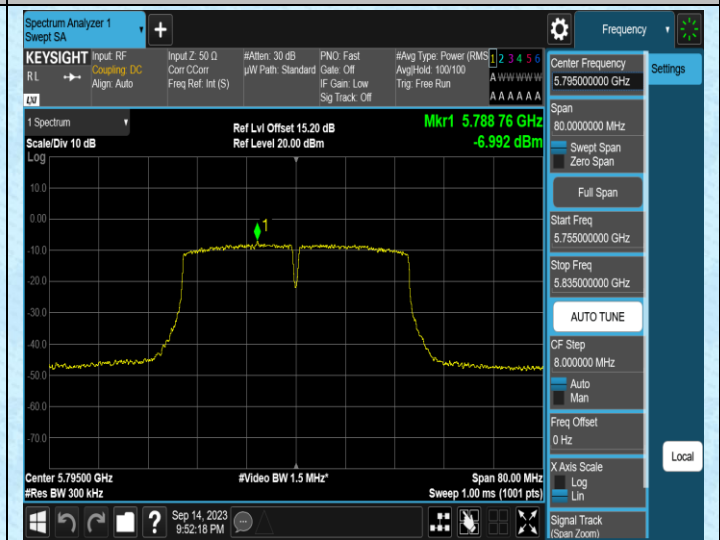 Spectrum Analyzer 1
Swept SA
Frequency
KEYSIGHT
RL
LXI
Input: RF
Coupling: DC
Align: Auto
Input Z: 50 Ω
Corr CCorr
Freq Ref: Int (S)
#Atten: 30 dB
µW Path: Standard
PNO: Fast
Gate: Off
IF Gain: Low
Sig Track: Off
#Avg Type: Power (RMS
Avg|Hold: 100/100
Trig: Free Run
1 2 3 4 5 6
A W W W W W
A A A A A A
1 Spectrum
Scale/Div 10 dB
Ref Lvl Offset 15.20 dB
Ref Level 20.00 dBm
Mkr1 5.788 76 GHz
-6.992 dBm
Log
10.0
0.00
-10.0
-20.0
-30.0
-40.0
-50.0
-60.0
-70.0
1
Center 5.79500 GHz
#Res BW 300 kHz
#Video BW 1.5 MHz*
Span 80.00 MHz
Sweep 1.00 ms (1001 pts)
Center Frequency
5.795000000 GHz
Span
80.0000000 MHz
Swept Span
Zero Span
Full Span
Start Freq
5.755000000 GHz
Stop Freq
5.835000000 GHz
AUTO TUNE
CF Step
8.000000 MHz
Auto
Man
Freq Offset
0 Hz
X Axis Scale
Log
Lin
Signal Track
(Span Zoom)
Settings
Local
?
Sep 14, 2023
9:52:18 PM